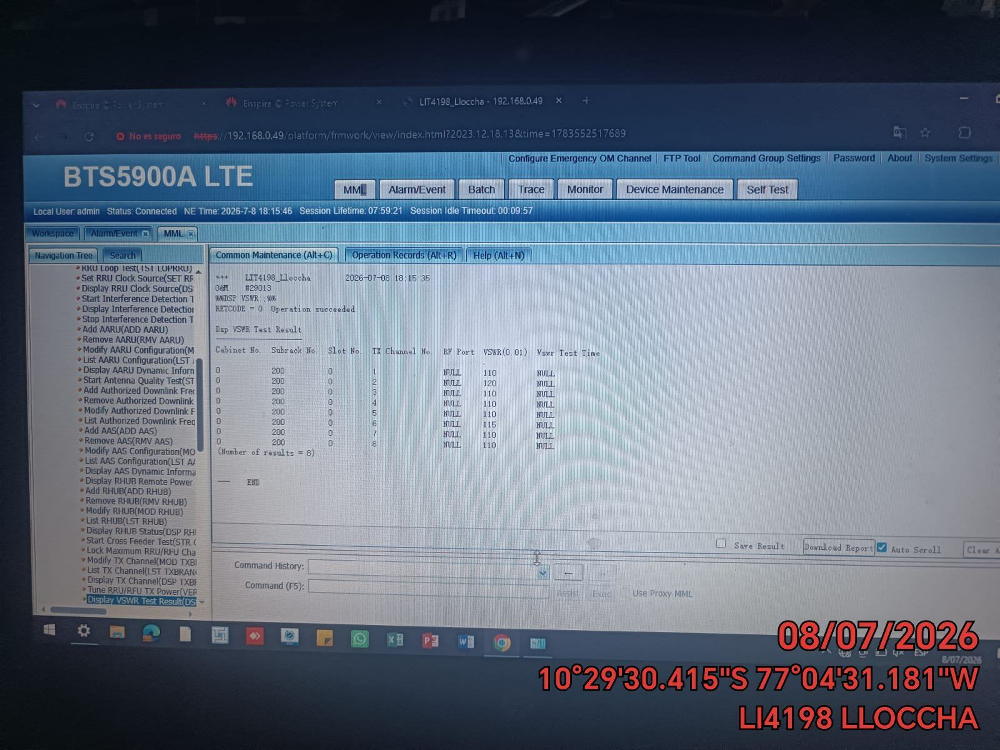 Enspire © Power System
Enspire © Power System
LIT4198_Lloccha - 192.168.0.49
No es seguro https://192.168.0.49/platform/frmwork/view/index.html?2023.12.18.13&time=1783552517689
Configure Emergency OM Channel | FTP Tool | Command Group Settings | Password | About | System Settings
BTS5900A LTE
MML Alarm/Event Batch Trace Monitor Device Maintenance Self Test
Local User: admin Status: Connected NE Time: 2026-7-8 18:15:46 Session Lifetime: 07:59:21 Session Idle Timeout: 00:09:57
Workspace Alarm/Event MML
Navigation Tree Search
RRU Loop Test(TST LOPRRU)
Set RRU Clock Source(SET RF
Display RRU Clock Source(DS
Start Interference Detection T
Display Interference Detection
Stop Interference Detection T
Add AARU(ADD AARU)
Remove AARU(RMV AARU)
Modify AARU Configuration(M
List AARU Configuration(LST
Display AARU Dynamic Inforn
Start Antenna Quality Test(ST
Add Authorized Downlink Fre
Remove Authorized Downlink
Modify Authorized Downlink F
List Authorized Downlink Freq
Add AAS(ADD AAS)
Remove AAS(RMV AAS)
Modify AAS Configuration(MO
List AAS Configuration(LST A
Display AAS Dynamic Informa
Display RHUB Remote Power
Add RHUB(ADD RHUB)
Remove RHUB(RMV RHUB)
Modify RHUB(MOD RHUB)
List RHUB(LST RHUB)
Display RHUB Status(DSP RH
Start Cross Feeder Test(STR
Lock Maximum RRU/RFU Cha
Modify TX Channel(MOD TXB
List TX Channel(LST TXBRAN
Display TX Channel(DSP TXBF
Tune RRU/RFU TX Power(VER
Display VSWR Test Result(DS
Common Maintenance (Alt+C) Operation Records (Alt+R) Help (Alt+N)
+++ LIT4198_Lloccha 2026-07-08 18:15:35
O&M #29013
%%DSP VSWR:;%%
RETCODE = 0 Operation succeeded
Dsp VSWR Test Result
Cabinet No. Subrack No. Slot No. TX Channel No. RF Port VSWR(0.01) Vswr Test Time
0 200 0 1 NULL 110 NULL
0 200 0 2 NULL 120 NULL
0 200 0 3 NULL 110 NULL
0 200 0 4 NULL 110 NULL
0 200 0 5 NULL 110 NULL
0 200 0 6 NULL 115 NULL
0 200 0 7 NULL 110 NULL
0 200 0 8 NULL 110 NULL
(Number of results = 8)
--- END
Save Result Download Report Auto Scroll Clear A
Command History:
Command (F5): Assist Exec Use Proxy MML
ESP
8/07/2026
08/07/2026
10°29'30.415"S 77°04'31.181"W
LI4198 LLOCCHA